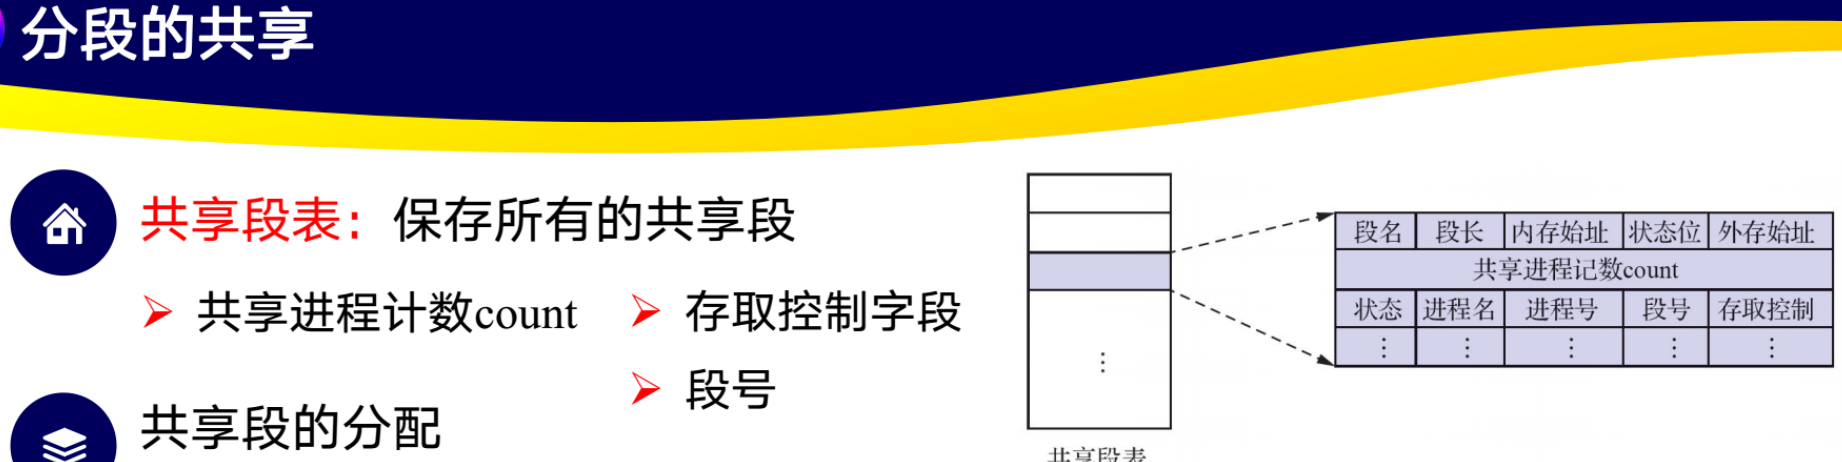 分段的共享
共享段表：保存所有的共享段
共享进程计数count
存取控制字段
段号
共享段的分配
段名 段长 内存始址 状态位 外存始址
共享进程记数count
状态 进程名 进程号 段号 存取控制
⋮ ⋮ ⋮ ⋮ ⋮
⋮
共享段表